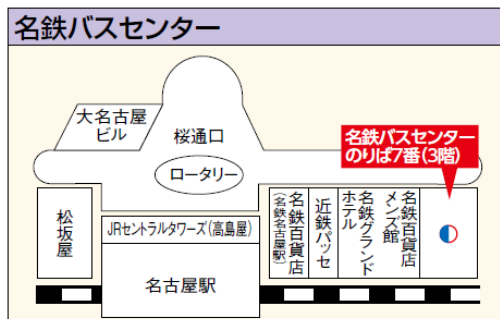 名鉄バスセンター
大名古屋
ビル
桜通口
ロータリー
名鉄バスセンター
のりば7番(3階)
松坂屋
JRセントラルタワーズ(高島屋)
名古屋駅
名鉄百貨店
(名鉄名古屋駅)
近鉄パッセ
名鉄グランド
ホテル
名鉄百貨店
メンズ館